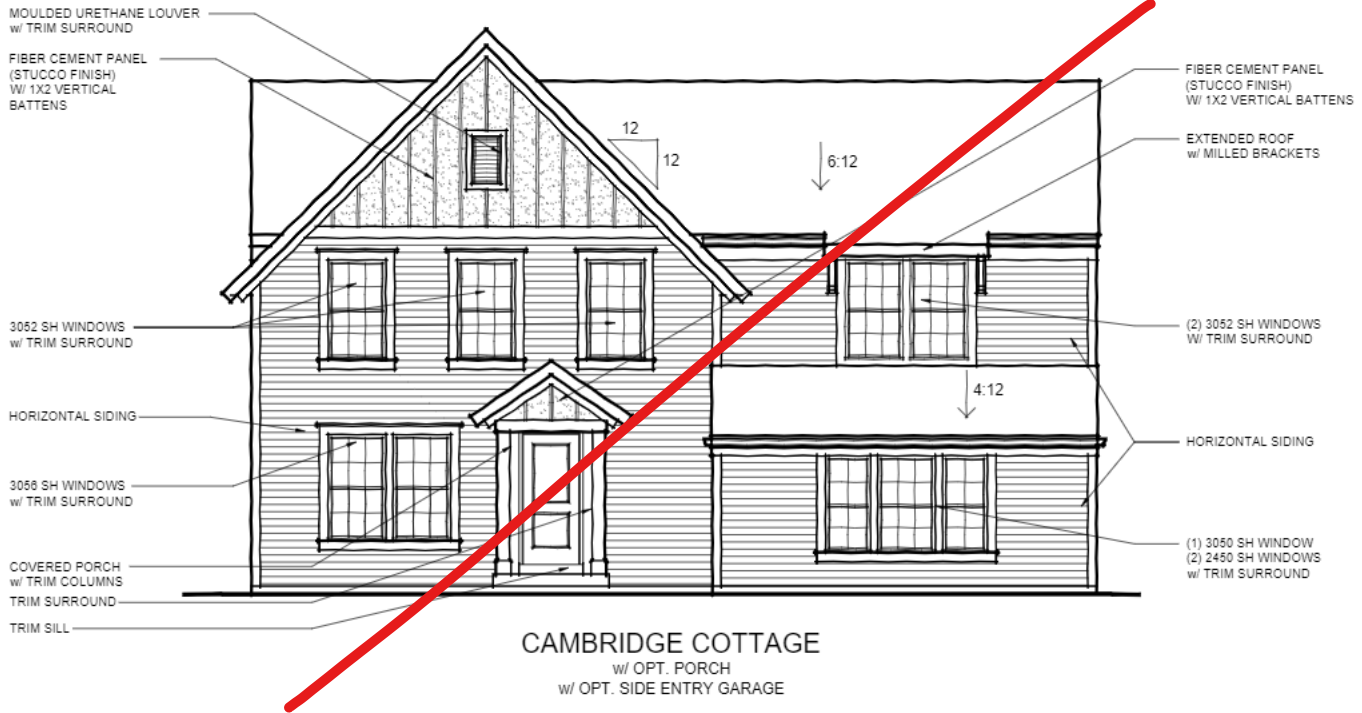 MOULDED URETHANE LOUVER
w/ TRIM SURROUND
FIBER CEMENT PANEL
(STUCCO FINISH)
W/ 1X2 VERTICAL
BATTENS
3052 SH WINDOWS
w/ TRIM SURROUND
HORIZONTAL SIDING
3056 SH WINDOWS
w/ TRIM SURROUND
COVERED PORCH
w/ TRIM COLUMNS
TRIM SURROUND
TRIM SILL
12
12
6:12
4:12
FIBER CEMENT PANEL
(STUCCO FINISH)
W/ 1X2 VERTICAL BATTENS
EXTENDED ROOF
w/ MILLED BRACKETS
(2) 3052 SH WINDOWS
W/ TRIM SURROUND
HORIZONTAL SIDING
(1) 3050 SH WINDOW
(2) 2450 SH WINDOWS
w/ TRIM SURROUND
CAMBRIDGE COTTAGE
w/ OPT. PORCH
w/ OPT. SIDE ENTRY GARAGE